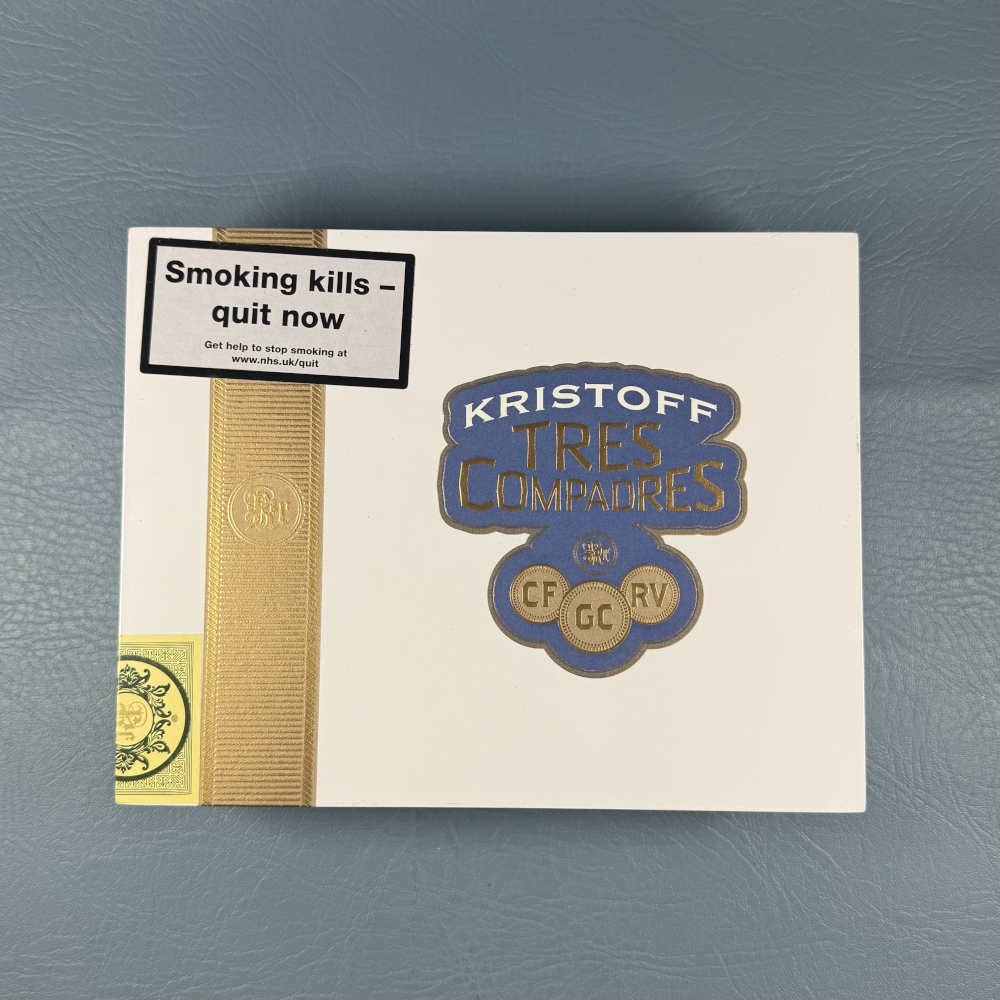 Smoking kills –
quit now
Get help to stop smoking at
www.nhs.uk/quit
KRISTOFF
TRES
COMPADRES
CF
GC
RV